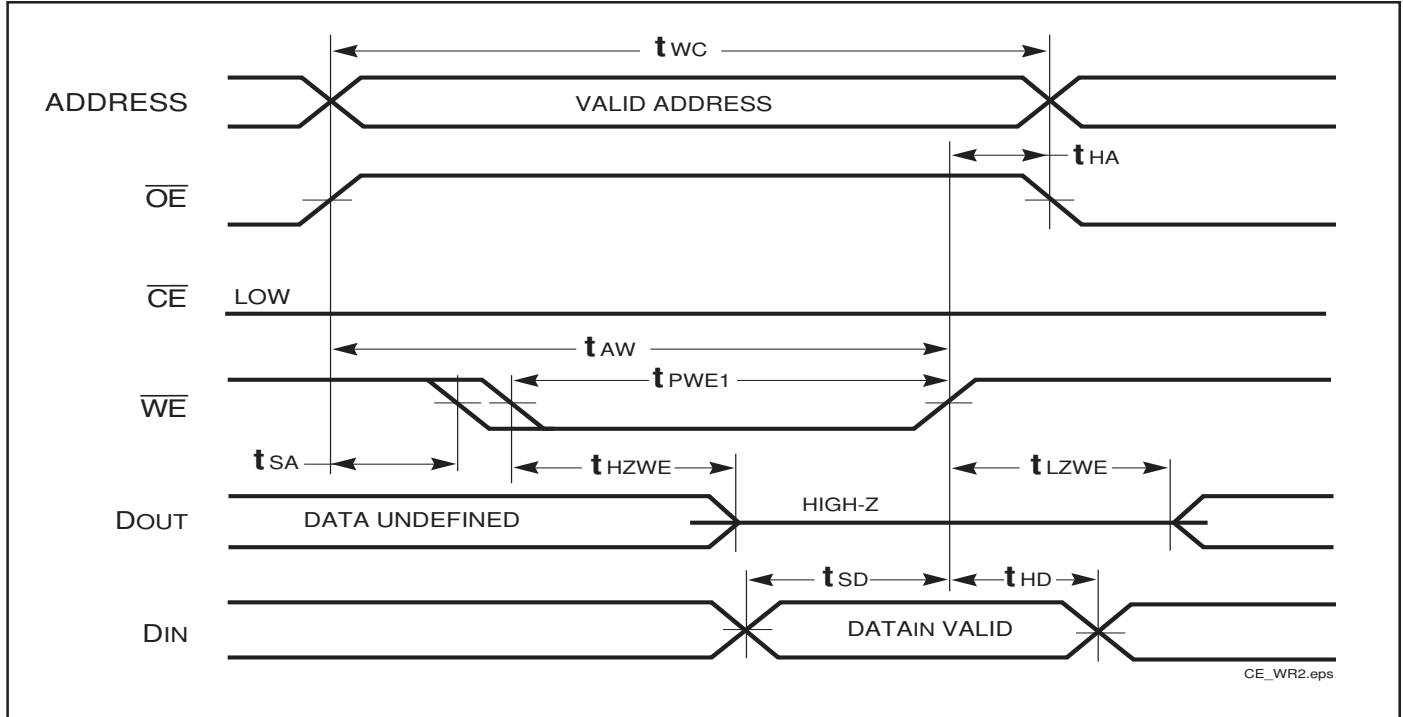 tWC
ADDRESS
VALID ADDRESS
tHA
OE
CE
LOW
tAW
tPWE1
WE
tSA
tHZWE
tLZWE
HIGH-Z
DOUT
DATA UNDEFINED
tSD
tHD
DIN
DATAIN VALID
CE_WR2.eps